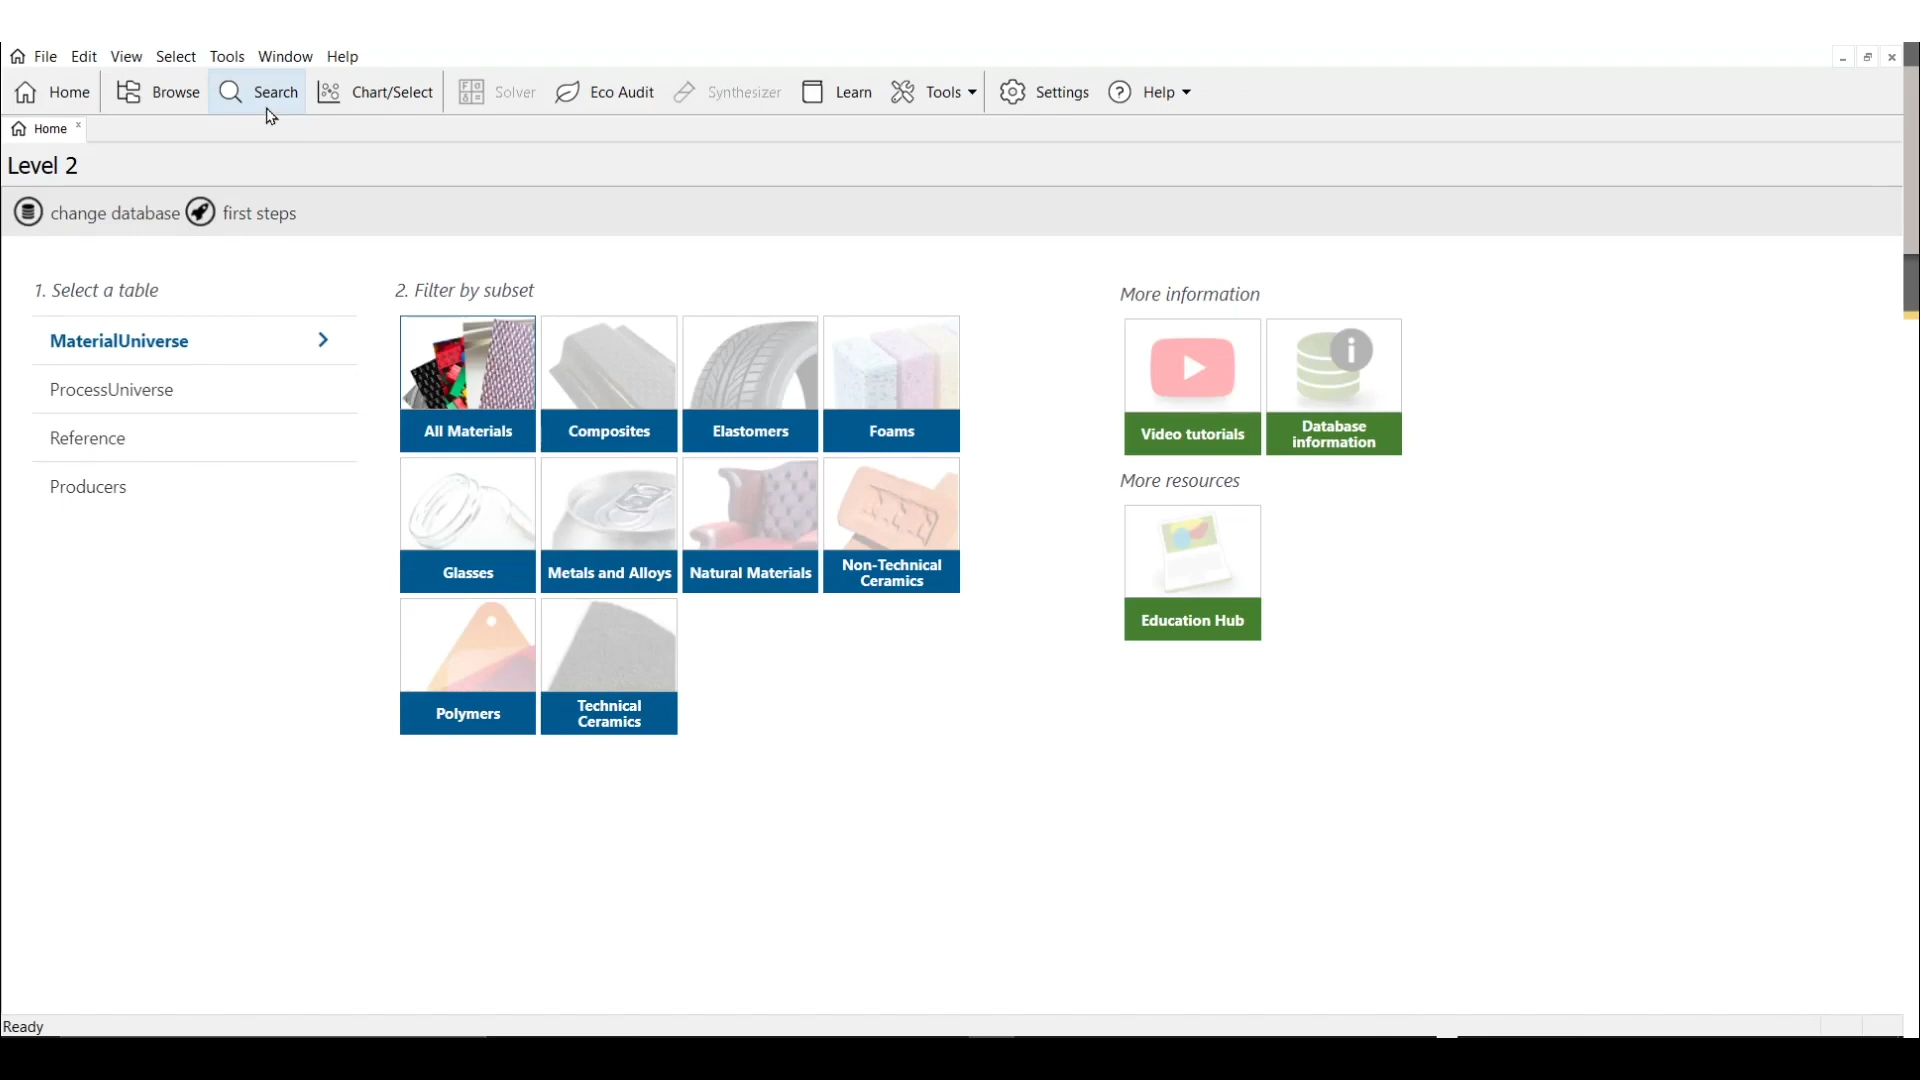 File Edit View Select Tools Window Help
Home Browse Search Chart/Select Solver Eco Audit Synthesizer Learn Tools Settings Help
Home
Level 2
change database first steps
1. Select a table
MaterialUniverse
ProcessUniverse
Reference
Producers
2. Filter by subset
All Materials
Composites
Elastomers
Foams
Glasses
Metals and Alloys
Natural Materials
Non-Technical
Ceramics
Polymers
Technical
Ceramics
More information
Video tutorials
Database
information
More resources
Education Hub
Ready